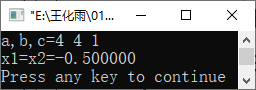 "E:\王化雨\01
a,b,c=4 4 1
x1=x2=-0.500000
Press any key to continue